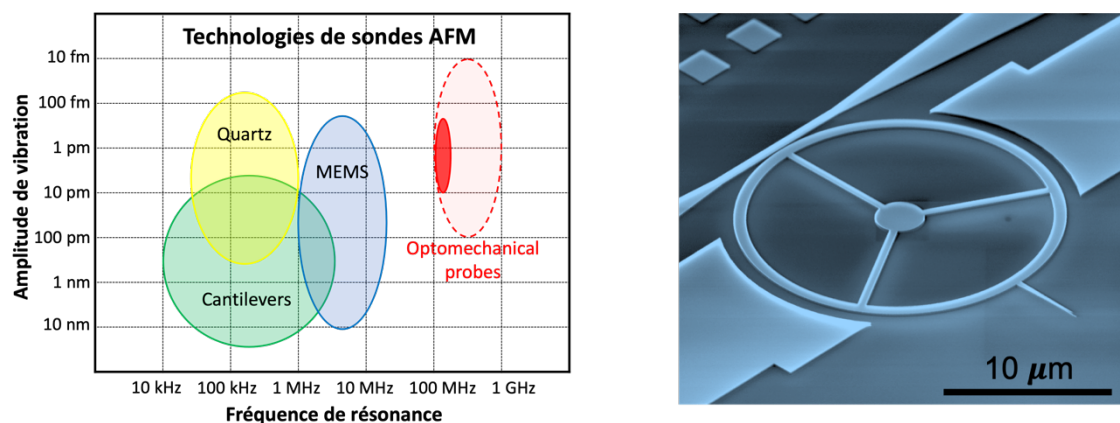 Technologies de sondes AFM
Amplitude de vibration
10 fm
100 fm
1 pm
10 pm
100 pm
1 nm
10 nm
Quartz
MEMS
Cantilevers
Optomechanical
probes
10 kHz
100 kHz
1 MHz
10 MHz
100 MHz
1 GHz
Fréquence de résonance
10 μm